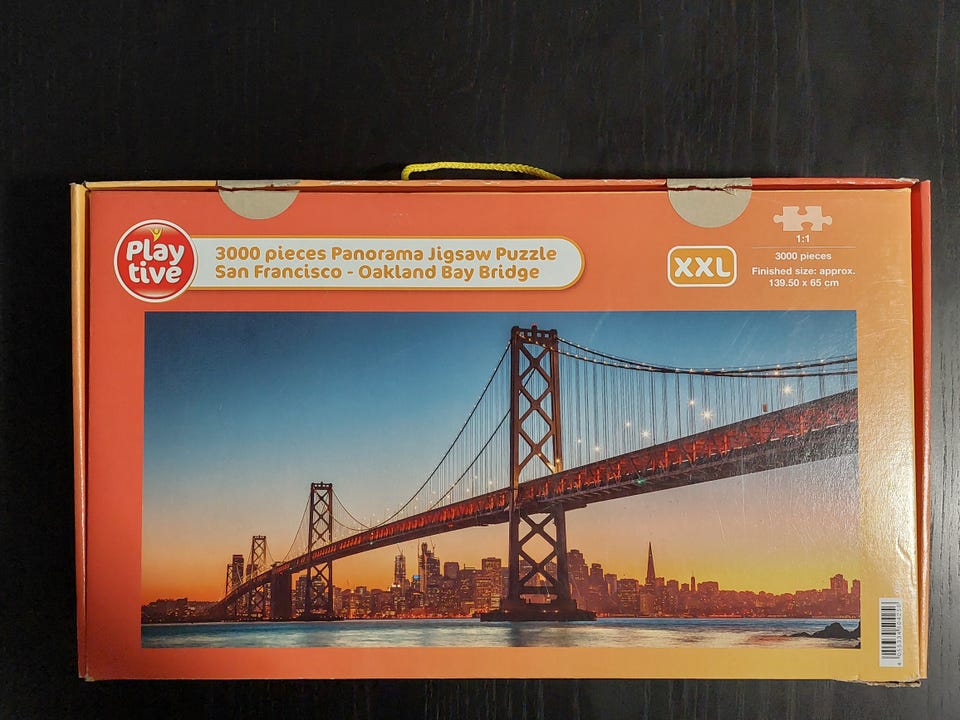 Play
tive
3000 pieces Panorama Jigsaw Puzzle
San Francisco - Oakland Bay Bridge
XXL
1:1
3000 pieces
Finished size: approx.
139.50 x 65 cm